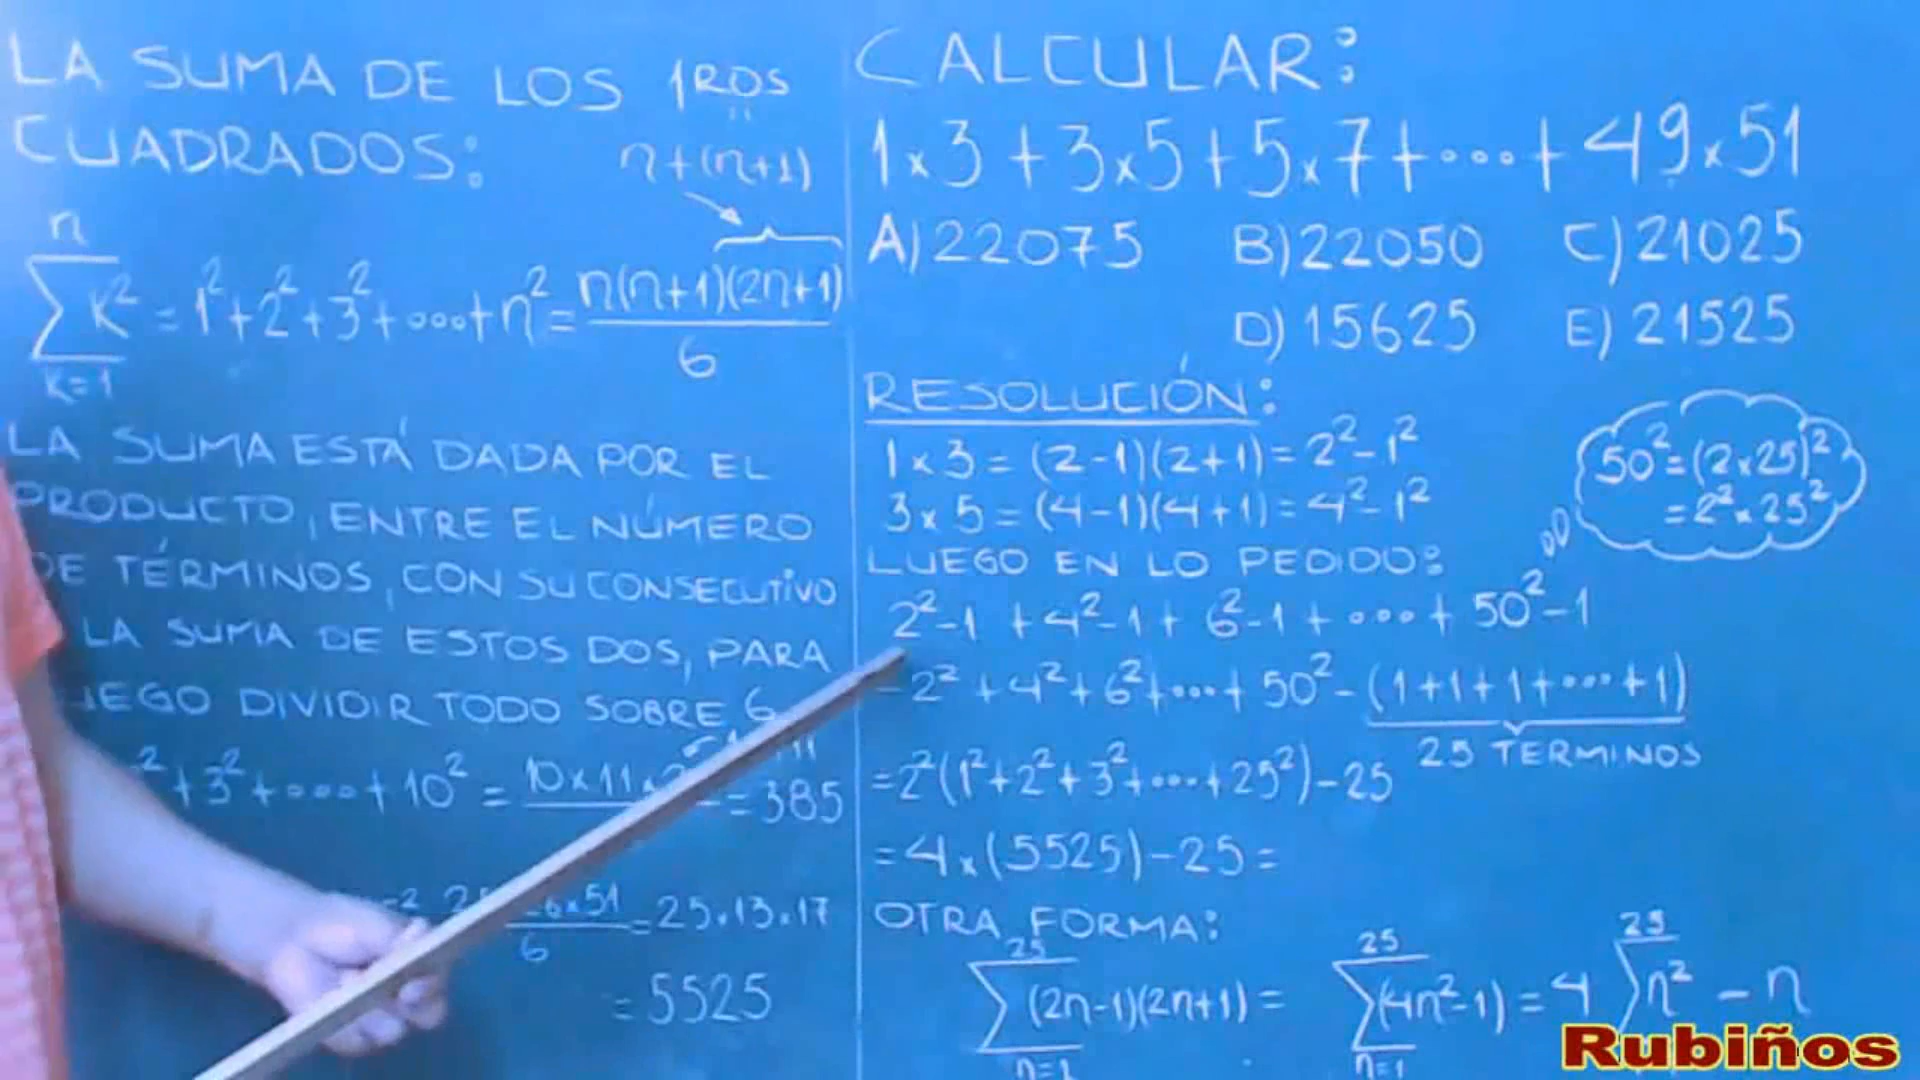 LA SUMA DE LOS 1ROS
CUADRADOS:
n+(n+1)
n
∑ K² = 1²+2²+3²+...+n² = n(n+1)(2n+1)
6
K=1
LA SUMA ESTÁ DADA POR EL
PRODUCTO, ENTRE EL NÚMERO
DE TÉRMINOS, CON SU CONSECUTIVO
LA SUMA DE ESTOS DOS, PARA
DIVIDIR TODO SOBRE 6
²+3²+....+10² = 10×11× =385
×51 =25.13.17
6
=5525
CALCULAR:
1×3+3×5+5×7+...+49×51
A)22075 B)22050 C)21025
D)15625 E)21525
RESOLUCIÓN:
1×3=(2-1)(2+1)=2²-1²
3×5=(4-1)(4+1)=4²-1²
50²=(2×25)²
=2²×25²
LUEGO EN LO PEDIDO:
2²-1+4²-1+6²-1+...+50²-1
2²+4²+6²+...+50²-(1+1+1+...+1)
25 TERMINOS
=2²(1²+2²+3²+...+25²)-25
=4×(5525)-25=
OTRA FORMA:
25 25 25
∑(2n-1)(2n+1)= ∑(4n²-1)=4∑n²-n
n=1 n=1
Rubiños